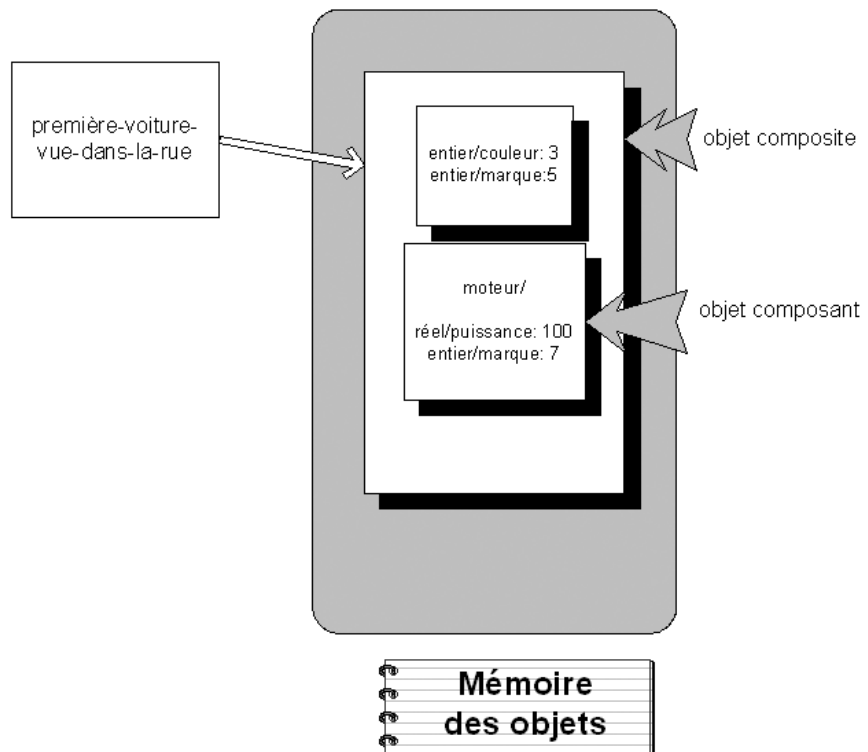 première-voiture-
vue-dans-la-rue
entier/couleur: 3
entier/marque:5
objet composite
moteur/
réel/puissance: 100
entier/marque: 7
objet composant
Mémoire
des objets